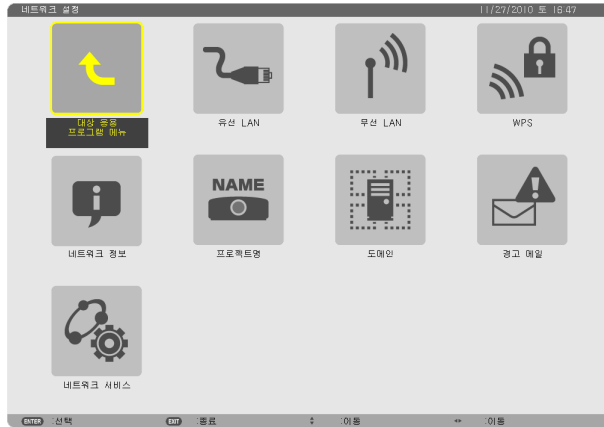 네트워크 설정
11/27/2010 토 16:47
대상 응용
프로그램 메뉴
유선 LAN
무선 LAN
WPS
네트워크 정보
NAME
프로젝트명
도메인
경고 메일
네트워크 서비스
ENTER :선택
EXIT :종료
:이동
:이동